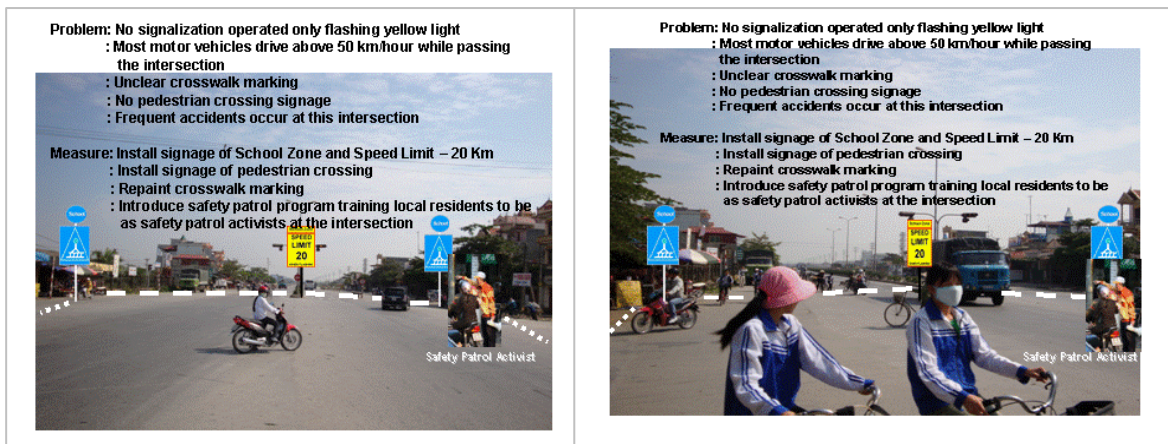 Problem: No signalization operated only flashing yellow light
: Most motor vehicles drive above 50 km/hour while passing
the intersection
: Unclear crosswalk marking
: No pedestrian crossing signage
: Frequent accidents occur at this intersection
Measure: Install signage of School Zone and Speed Limit – 20 Km
: Install signage of pedestrian crossing
: Repaint crosswalk marking
: Introduce safety patrol program training local residents to be
as safety patrol activists at the intersection
School
SPEED
LIMIT
20
School
Safety Patrol Activist
Problem: No signalization operated only flashing yellow light
: Most motor vehicles drive above 50 km/hour while passing
the intersection
: Unclear crosswalk marking
: No pedestrian crossing signage
: Frequent accidents occur at this intersection
Measure: Install signage of School Zone and Speed Limit – 20 Km
: Install signage of pedestrian crossing
: Repaint crosswalk marking
: Introduce safety patrol program training local residents to be
as safety patrol activists at the intersection
School
School Zone
SPEED
LIMIT
20
School
Safety Patrol Activist